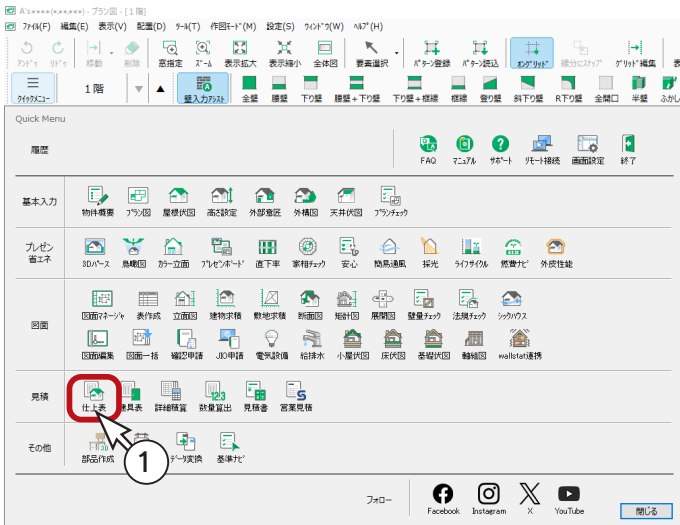 A's****(*,**,***) - プラン図 - [1 階]
ファイル(F) 編集(E) 表示(V) 配置(D) ツール(T) 作図モード(M) 設定(S) ウインドウ(W) ヘルプ(H)
アンドゥ リドゥ 移動 削除 窓指定 ズーム 表示拡大 表示縮小 全体図 要素選択 パターン登録 パターン読込 オングリッド 線分にスナップ グリッド編集 表
クイックメニュー 1 階 壁入力アシスト 全壁 腰壁 下り壁 腰壁+下り壁 下り壁+框線 框線 登り壁 斜下り壁 R下り壁 全開口 半壁 ふかし
Quick Menu
履歴 FAQ マニュアル サポート リモート接続 画面設定 終了
基本入力 物件概要 プラン図 屋根伏図 高さ設定 外部意匠 外構図 天井伏図 プランチェック
プレゼン
省エネ
3Dパース 鳥瞰図 カラー立面 プレゼンボード 直下率 家相チェック 安心 簡易通風 採光 ライフサイクル 燃費ナビ 外皮性能
図面
図面マネージャ 表作成 立面図 建物求積 敷地求積 断面図 矩計図 展開図 壁量チェック 法規チェック シックハウス
図面編集 図面一括 確認申請 JIO申請 電気設備 給排水 小屋伏図 床伏図 基礎伏図 軸組図 wallstat連携
見積 仕上表 建具表 詳細積算 数量算出 見積書 営業見積
その他 部品作成 データ変換 基準ナビ
1
フォロー Facebook Instagram X YouTube 閉じる